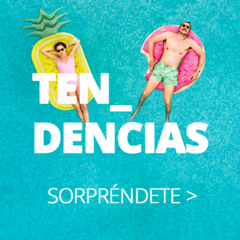 TEN_
DENCIAS
SORPRÉNDETE >